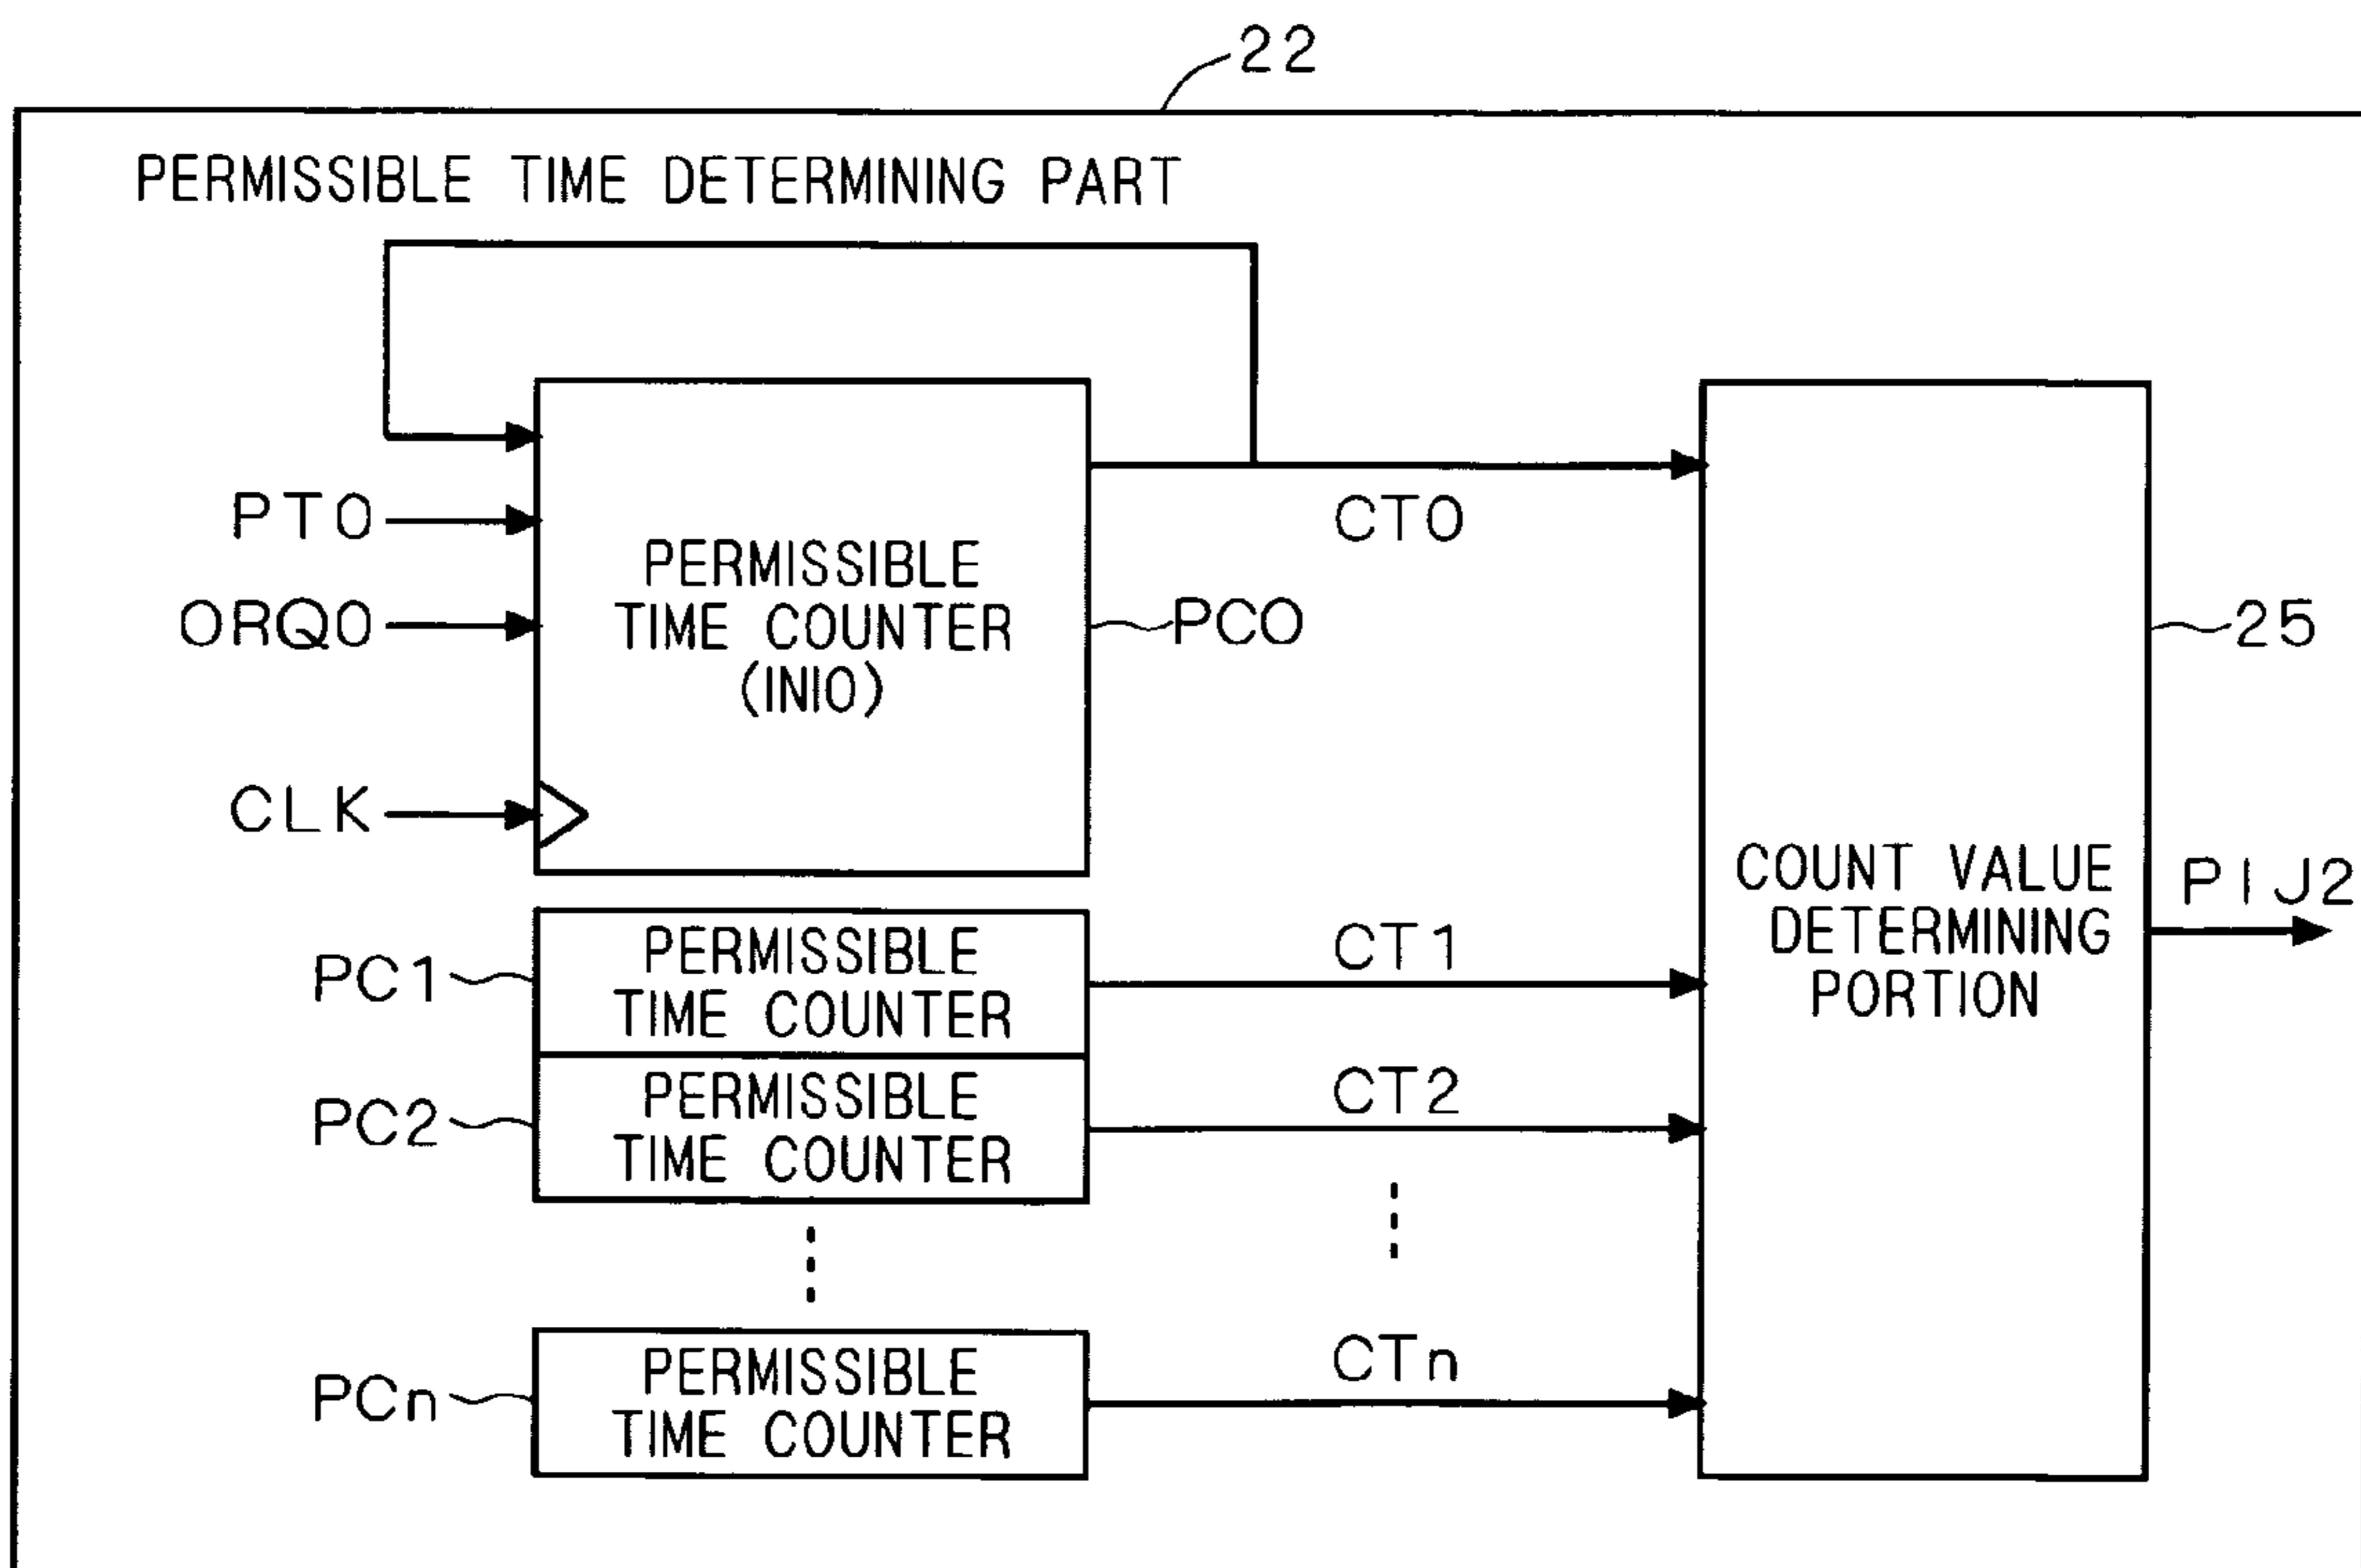 22
PERMISSIBLE TIME DETERMINING PART
PT0
ORQ0
CLK
PERMISSIBLE
TIME COUNTER
(INI0)
PC0
CT0
25
COUNT VALUE
DETERMINING
PORTION
PIJ2
PC1
PERMISSIBLE
TIME COUNTER
CT1
PC2
PERMISSIBLE
TIME COUNTER
CT2
PCn
PERMISSIBLE
TIME COUNTER
CTn